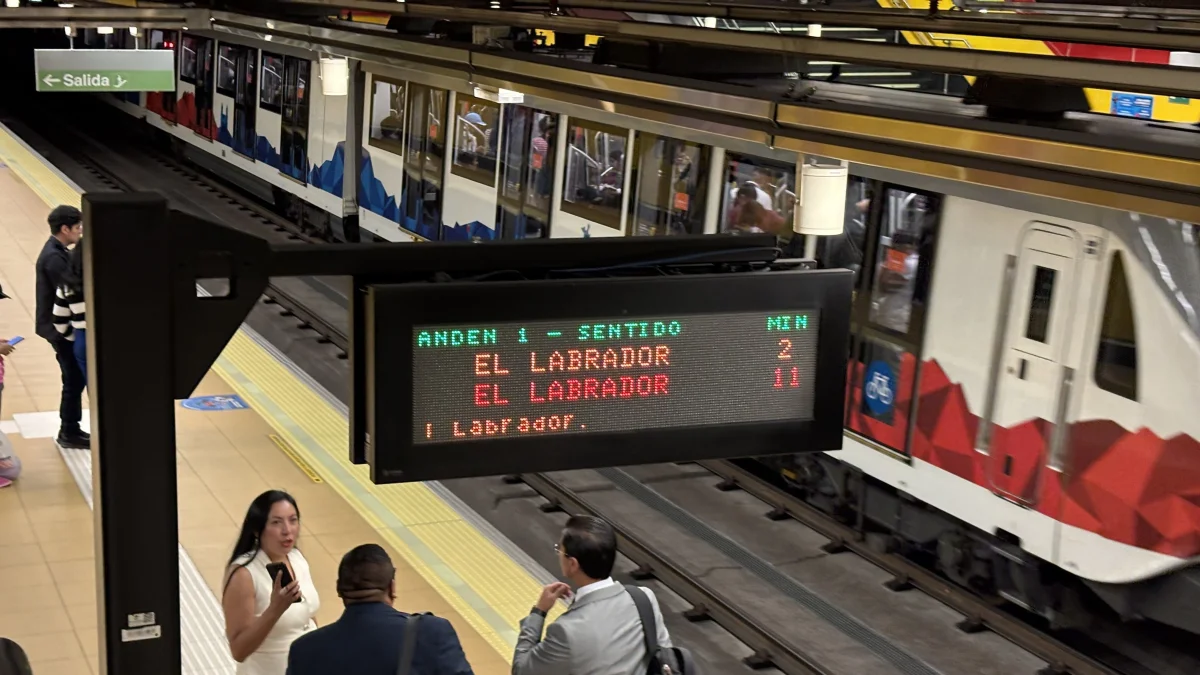 ← Salida
ANDEN 1 - SENTIDO MIN
EL LABRADOR 2
EL LABRADOR 11
Labrador.